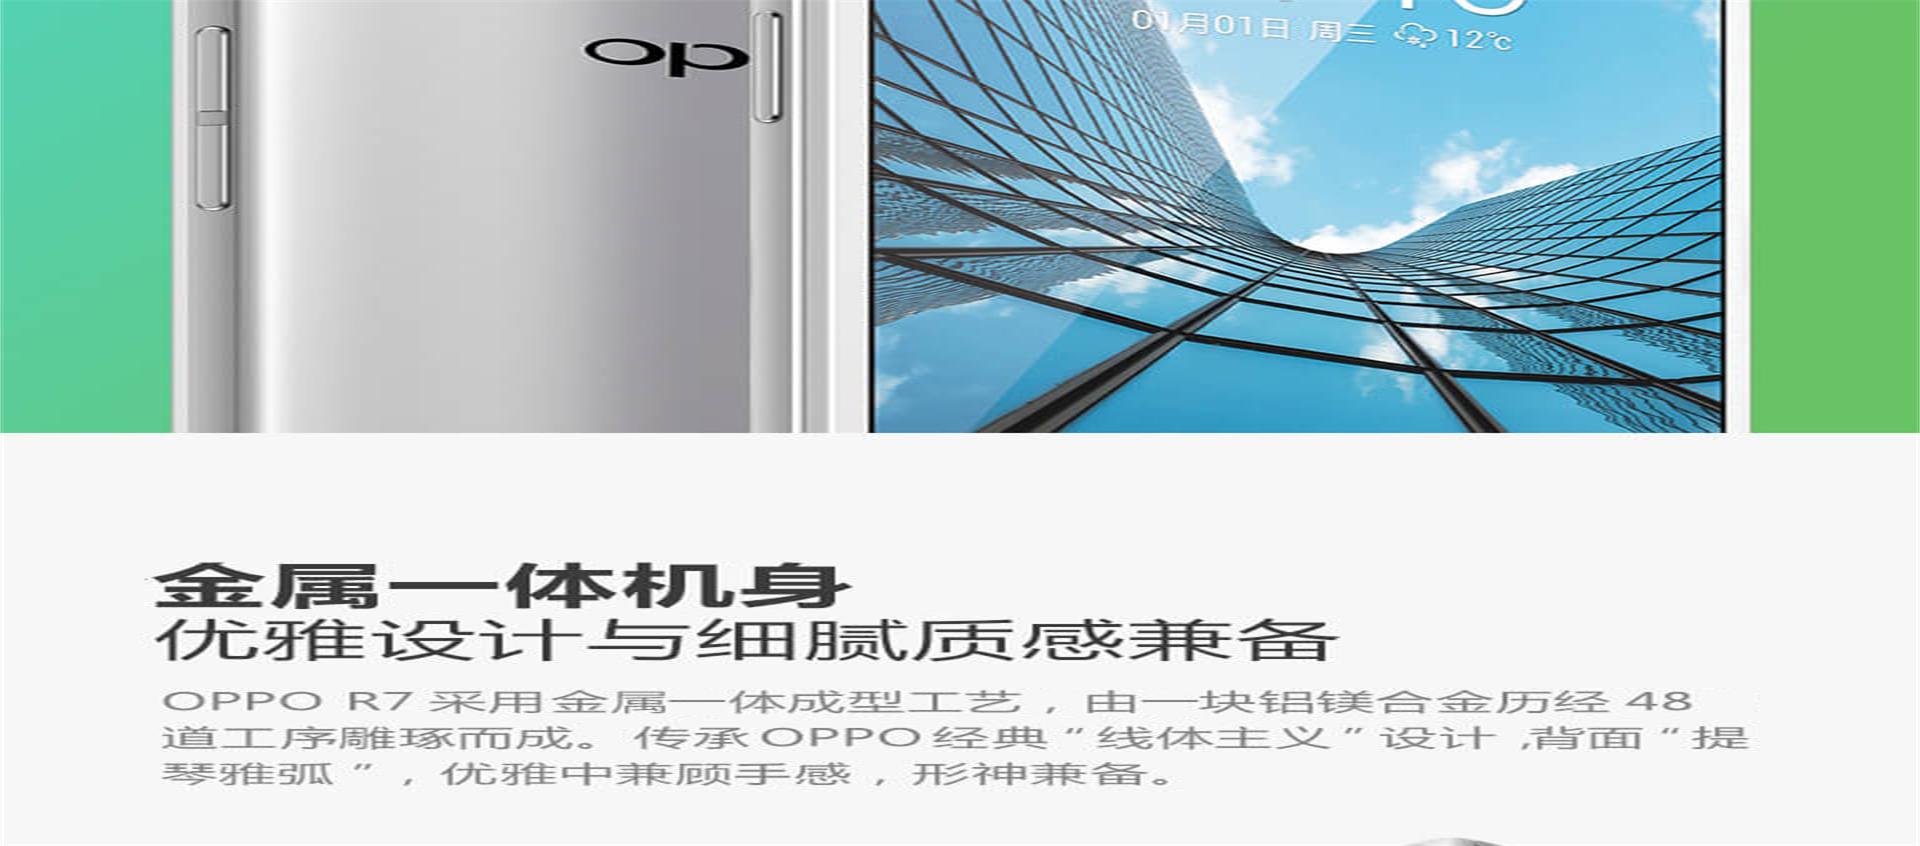 01月01日 周三 12℃
op
金属一体机身
优雅设计与细腻质感兼备
OPPO R7 采用金属一体成型工艺，由一块铝镁合金历经 48
道工序雕琢而成。传承OPPO经典“线体主义”设计,背面“提
琴雅弧”，优雅中兼顾手感，形神兼备。